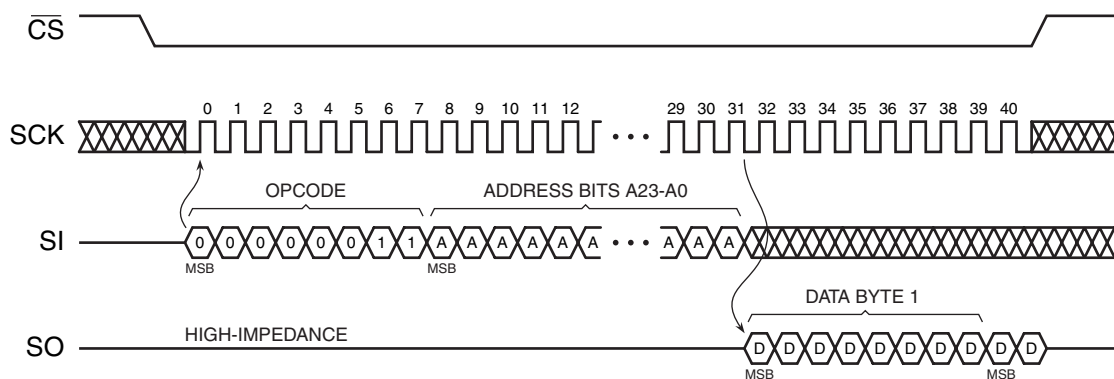 CS
0 1 2 3 4 5 6 7 8 9 10 11 12 29 30 31 32 33 34 35 36 37 38 39 40
SCK
OPCODE ADDRESS BITS A23-A0
SI 0 0 0 0 0 0 1 1 A A A A A A A A A
MSB MSB
DATA BYTE 1
HIGH-IMPEDANCE
SO D D D D D D D D D D
MSB MSB